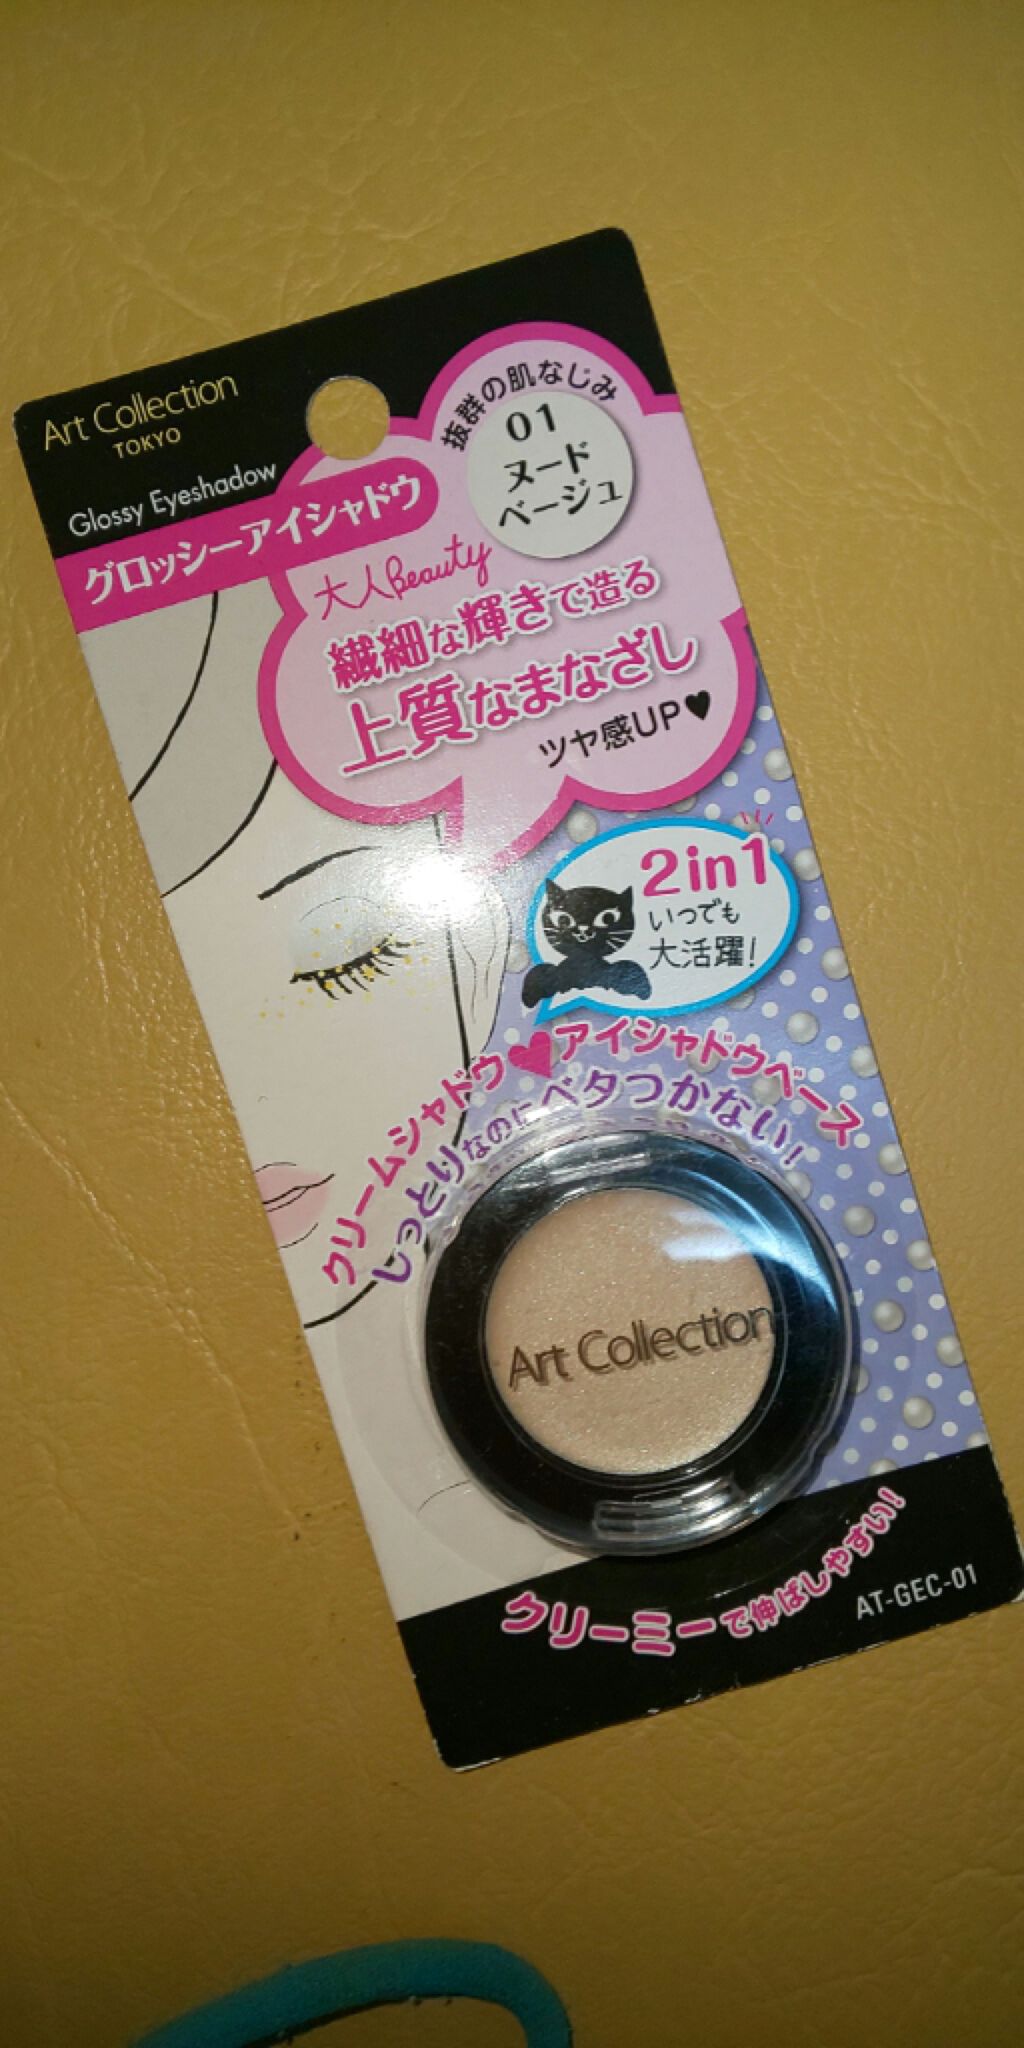 Art Collection
TOKYO
Glossy Eyeshadow
グロッシーアイシャドウ
抜群の肌なじみ
01
ヌード
ベージュ
大人Beauty
繊細な輝きで造る
上質なまなざし
ツヤ感UP♥
2in1
いつでも
大活躍!
クリームシャドウ♥アイシャドウベース
しっとりなのにベタつかない!
Art Collection
クリーミーで伸ばしやすい!
AT-GEC-01